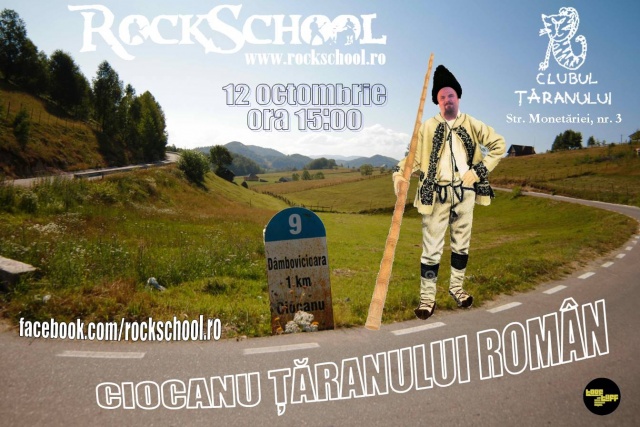 ROCKSCHOOL
www.rockschool.ro
12 octombrie
ora 15:00
CLUBUL
ȚĂRANULUI
Str. Monetăriei, nr. 3
9
Dâmbovicioara
1 km
Ciocanu
facebook.com/rockschool.ro
CIOCANU ȚĂRANULUI ROMÂN